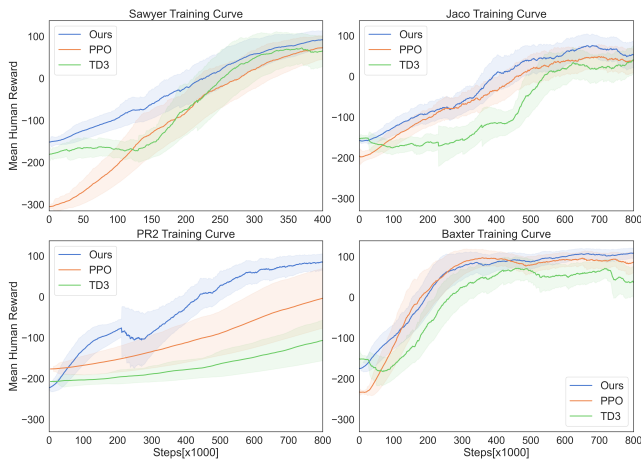 Sawyer Training Curve
Jaco Training Curve
Mean Human Reward
100
0
−100
−200
−300
Ours
PPO
TD3
0 50 100 150 200 250 300 350 400
100
0
−100
−200
−300
Ours
PPO
TD3
0 100 200 300 400 500 600 700 800
PR2 Training Curve
Baxter Training Curve
Mean Human Reward
100
0
−100
−200
−300
Ours
PPO
TD3
0 100 200 300 400 500 600 700 800
Steps[x1000]
100
0
−100
−200
−300
Ours
PPO
TD3
0 100 200 300 400 500 600 700 800
Steps[x1000]